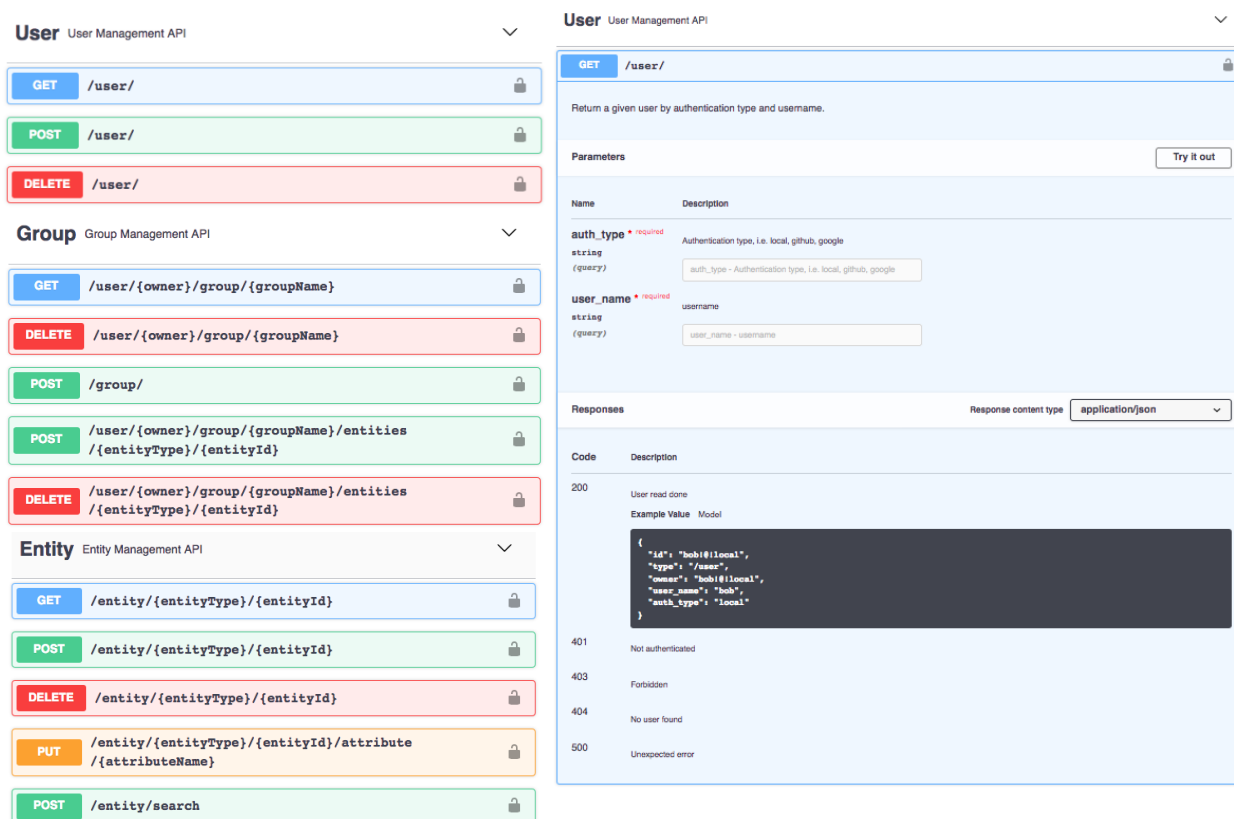 User User Management API
GET /user/
POST /user/
DELETE /user/
Group Group Management API
GET /user/{owner}/group/{groupName}
DELETE /user/{owner}/group/{groupName}
POST /group/
POST /user/{owner}/group/{groupName}/entities
/{entityType}/{entityId}
DELETE /user/{owner}/group/{groupName}/entities
/{entityType}/{entityId}
Entity Entity Management API
GET /entity/{entityType}/{entityId}
POST /entity/{entityType}/{entityId}
DELETE /entity/{entityType}/{entityId}
PUT /entity/{entityType}/{entityId}/attribute
/{attributeName}
POST /entity/search
User User Management API
GET /user/
Return a given user by authentication type and username.
Parameters Try it out
Name Description
auth_type * required
Authentication type, i.e. local, github, google
string
(query)
auth_type - Authentication type, i.e. local, github, google
user_name * required
username
string
(query)
user_name - username
Responses Response content type application/json
Code Description
200
User read done
Example Value Model
{
"id": "bob|@|local",
"type": "/user",
"owner": "bob|@|local",
"user_name": "bob",
"auth_type": "local"
}
401
Not authenticated
403
Forbidden
404
No user found
500
Unexpected error